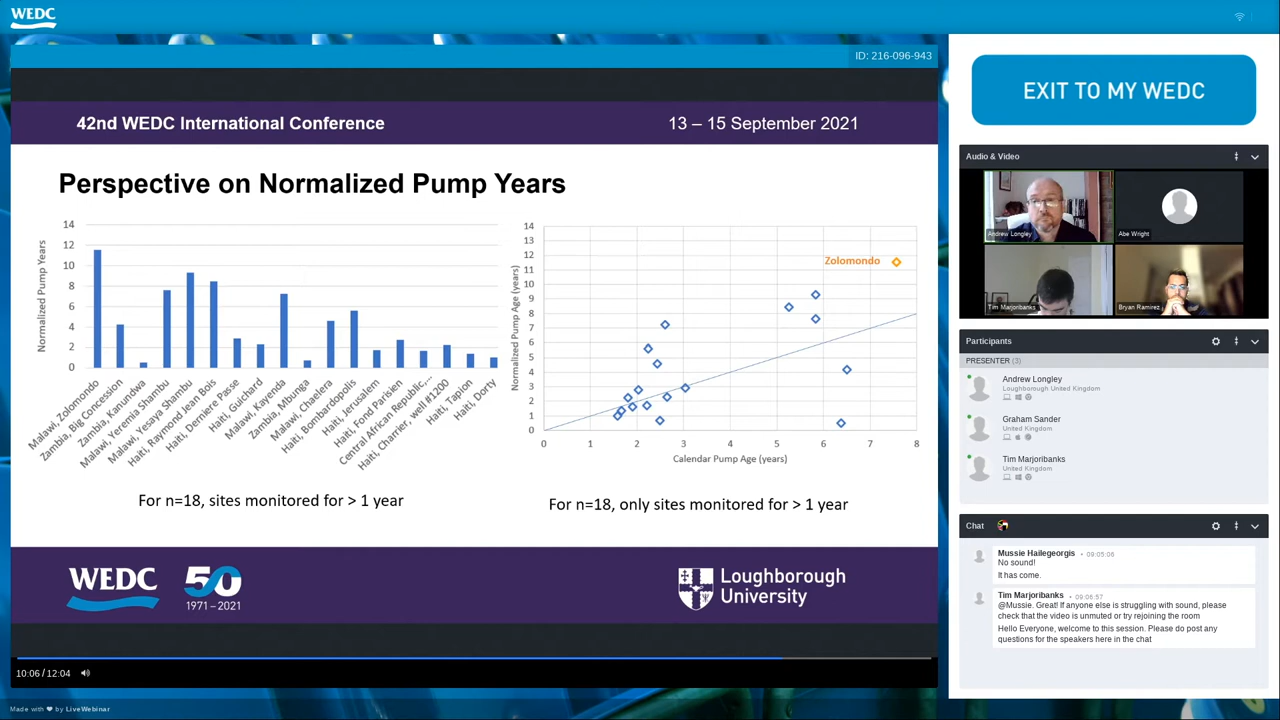 WEDC
ID: 216-096-943
42nd WEDC International Conference
13 – 15 September 2021
Perspective on Normalized Pump Years
Normalized Pump Years
14
12
10
8
6
4
2
0
Malawi, Zolomondo
Zambia, Big Concession
Zambia, Kanundwa
Malawi, Yeremia Shambu
Malawi, Yesaya Shambu
Haiti, Raymond Jean Bois
Haiti, Deniere Passe
Haiti, Guichard
Malawi, Kayenda
Zambia, Mbuyu
Malawi, Chaziera
Haiti, Bombardopolis
Haiti, Jerusalem
Haiti, Fond Parisien
Central African Republic,...
Haiti, Charrier, well #1200
Haiti, Tapion
Haiti, Dorty
For n=18, sites monitored for > 1 year
Normalized Pump Age (years)
14
13
12
11
10
9
8
7
6
5
4
3
2
1
0
Zolomondo
0 1 2 3 4 5 6 7 8
Calendar Pump Age (years)
For n=18, only sites monitored for > 1 year
WEDC
50
1971 – 2021
Loughborough
University
10:06 / 12:04
Made with ❤ by LiveWebinar
EXIT TO MY WEDC
Audio & Video
Andrew Longley
Abe Wright
Tim Marjoribanks
Bryan Ramirez
Participants
PRESENTER (3)
Andrew Longley
Loughborough United Kingdom
Graham Sander
United Kingdom
Tim Marjoribanks
United Kingdom
Chat
Mussie Hailegeorgis • 09:05:06
No sound!
It has come.
Tim Marjoribanks • 09:06:57
@Mussie. Great! If anyone else is struggling with sound, please
check that the video is unmuted or try rejoining the room
Hello Everyone, welcome to this session. Please do post any
questions for the speakers here in the chat